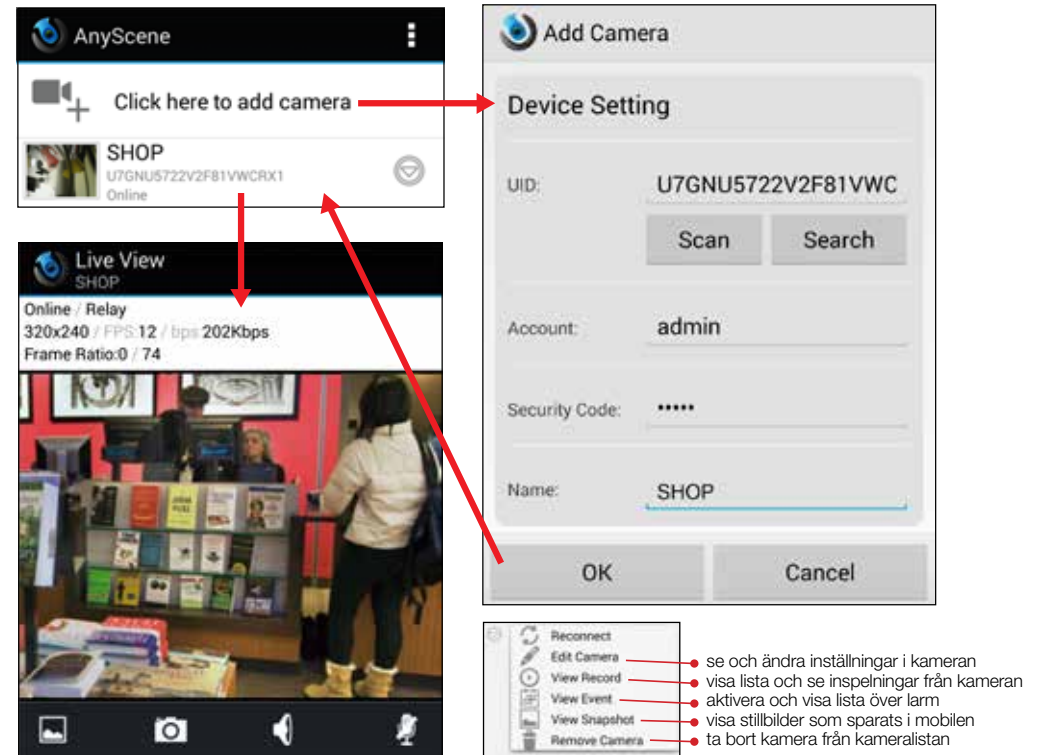 AnyScene
Click here to add camera
SHOP
U7GNU5722V2F81VWCRX1
Online
Live View
SHOP
Online / Relay
320x240 / FPS:12 / bps:202Kbps
Frame Ratio:0 / 74
Add Camera
Device Setting
UID:
U7GNU5722V2F81VWC
Scan
Search
Account:
admin
Security Code:
•••••
Name:
SHOP
OK
Cancel
Reconnect
Edit Camera
se och ändra inställningar i kameran
View Record
visa lista och se inspelningar från kameran
View Event
aktivera och visa lista över larm
View Snapshot
visa stillbilder som sparats i mobilen
Remove Camera
ta bort kamera från kameralistan